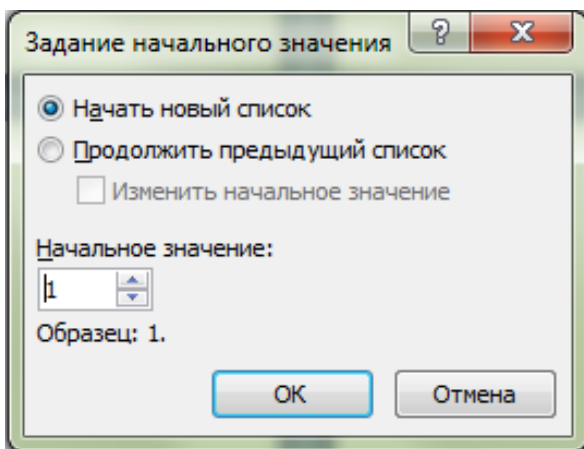 Задание начального значения
Начать новый список
Продолжить предыдущий список
Изменить начальное значение
Начальное значение:
1
Образец: 1.
ОК Отмена